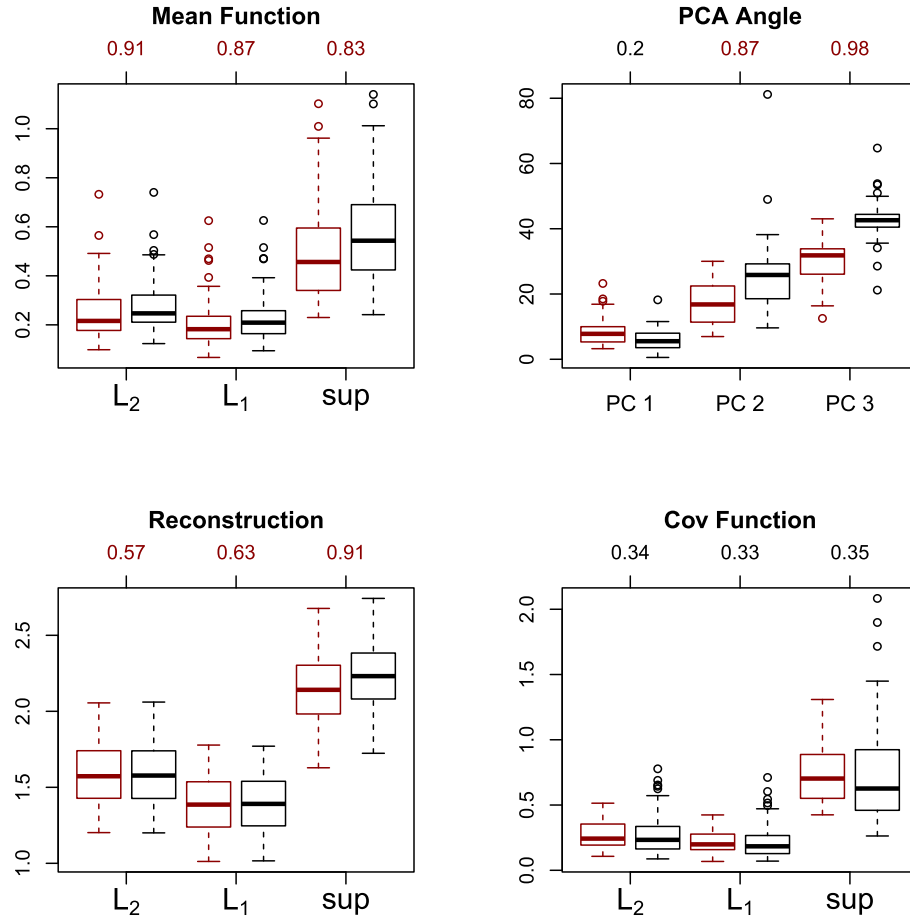 Mean Function
0.91 0.87 0.83
1.0
0.8
0.6
0.4
0.2
L2 L1 sup
PCA Angle
0.2 0.87 0.98
80
60
40
20
0
PC 1 PC 2 PC 3
Reconstruction
0.57 0.63 0.91
2.5
2.0
1.5
1.0
L2 L1 sup
Cov Function
0.34 0.33 0.35
2.0
1.5
1.0
0.5
0.0
L2 L1 sup